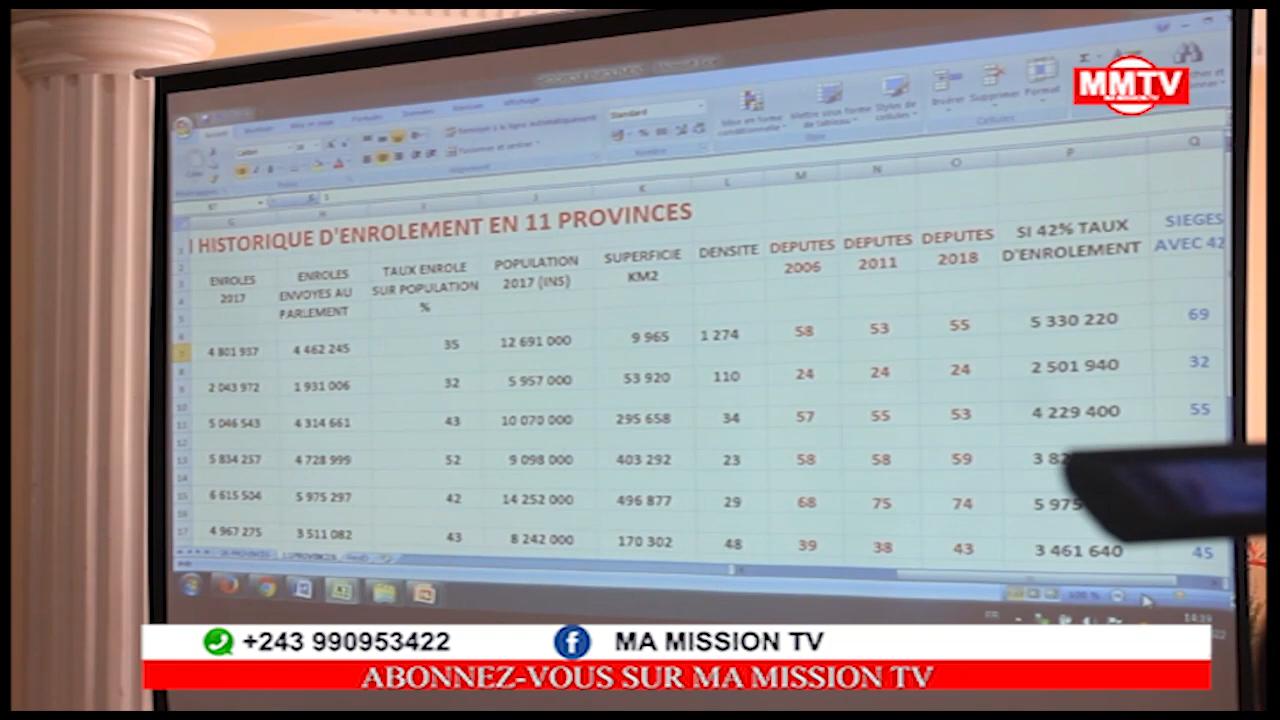 MMTV
Standard
Supprimer
Format
M
N
O
P
Q
HISTORIQUE D'ENROLEMENT EN 11 PROVINCES
ENROLES 2017
ENROLES ENVOYES AU PARLEMENT
TAUX ENROLE SUR POPULATION %
POPULATION 2017 (INS)
SUPERFICIE KM2
DENSITE
DEPUTES 2006
DEPUTES 2011
DEPUTES 2018
SI 42% TAUX D'ENROLEMENT
SIEGES AVEC 42
4 801 937 4 462 245 35 12 691 000 9 965 1 274 58 53 55 5 330 220 69
2 043 972 1 931 006 32 5 957 000 53 920 110 24 24 24 2 501 940 32
5 046 543 4 314 661 43 10 070 000 295 658 34 57 55 53 4 229 400 55
5 834 257 4 728 999 52 9 098 000 403 292 23 58 58 59 3 82
6 615 504 5 975 297 42 14 252 000 496 877 29 68 75 74 5 975
4 967 275 3 511 082 43 8 242 000 170 302 48 39 38 43 3 461 640 45
100 %
+243 990953422 MA MISSION TV
ABONNEZ-VOUS SUR MA MISSION TV